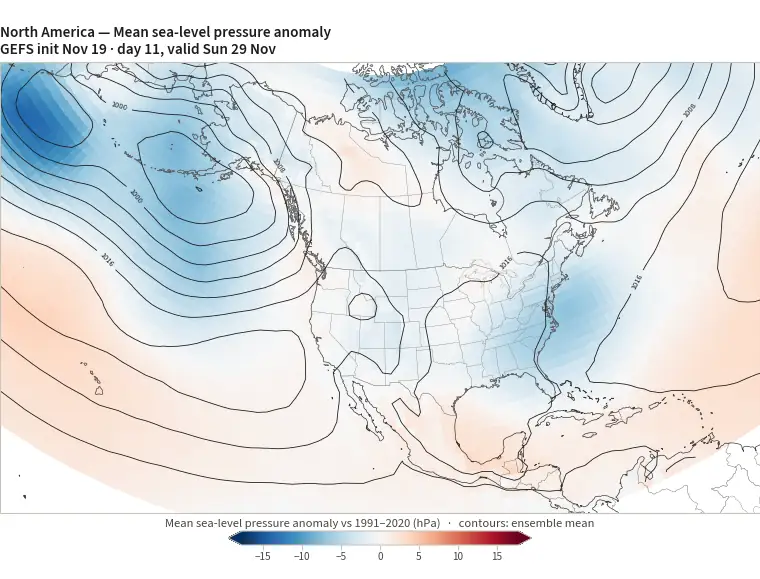 North America — Mean sea-level pressure anomaly
GEFS init Nov 19 · day 11, valid Sun 29 Nov
1000
1008
1008
1000
1016
1016
1016
Mean sea-level pressure anomaly vs 1991–2020 (hPa) · contours: ensemble mean
−15 −10 −5 0 5 10 15